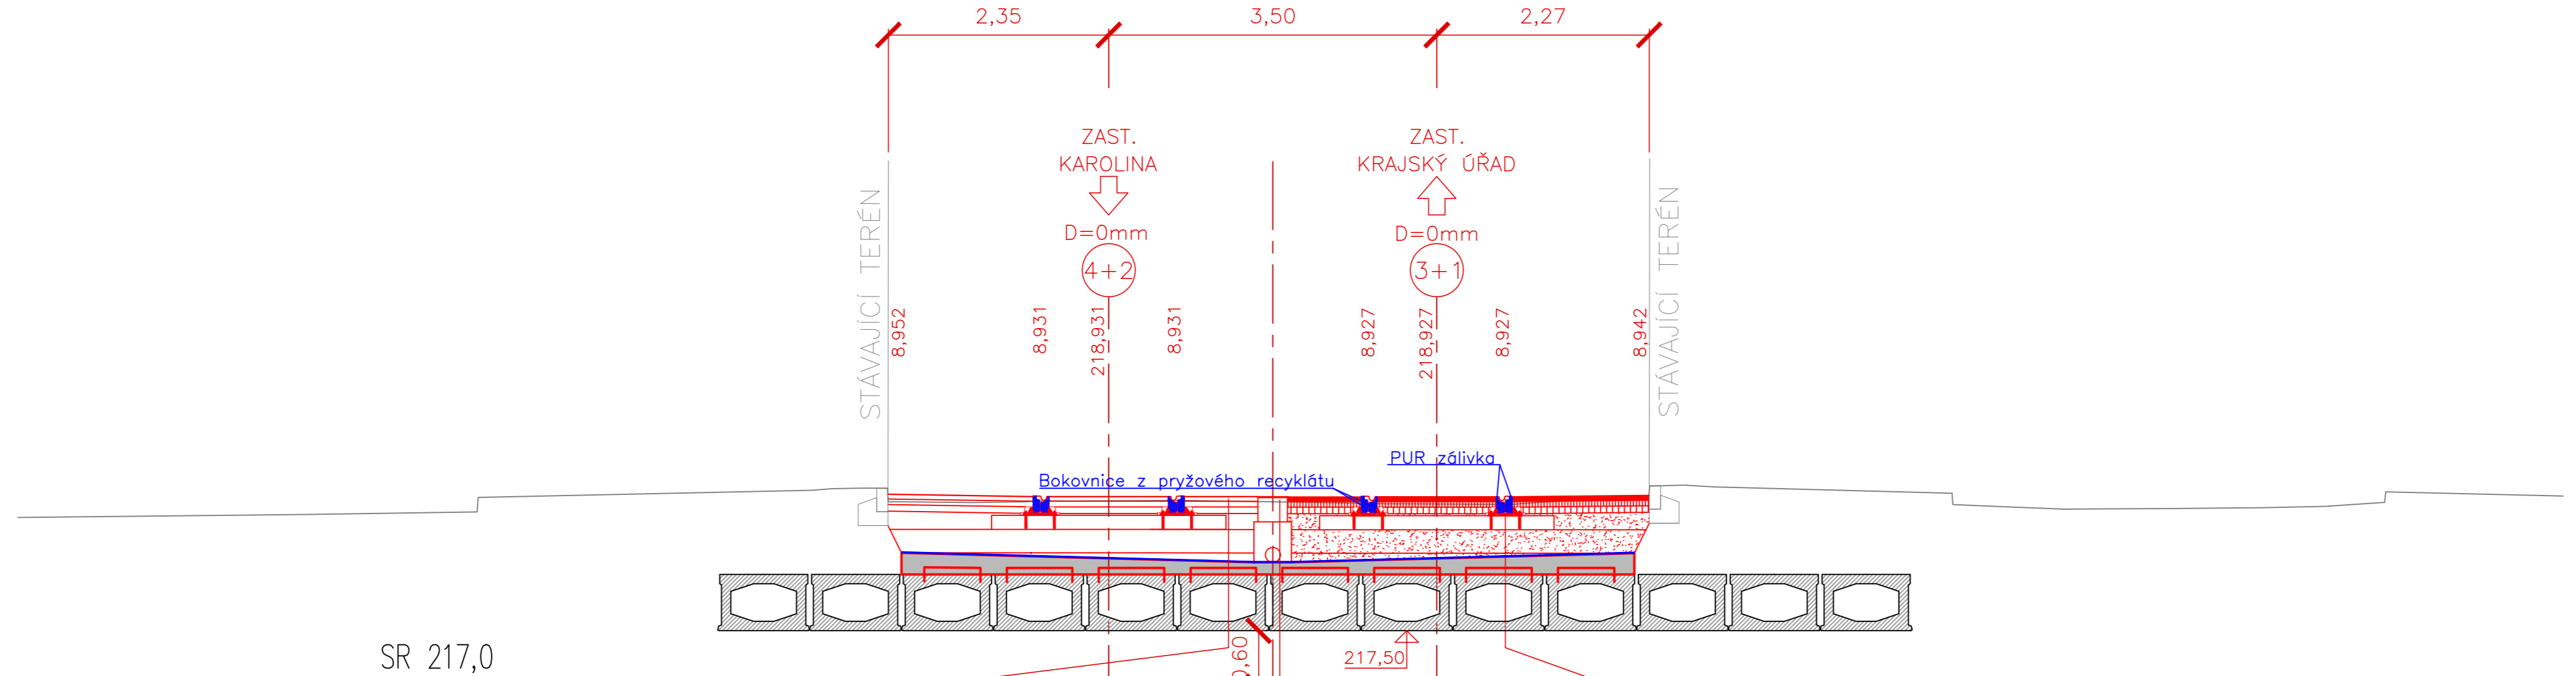 2,35
3,50
2,27
ZAST.
KAROLINA
ZAST.
KRAJSKÝ ÚŘAD
D=0mm
D=0mm
4+2
3+1
STÁVAJÍCÍ TERÉN
8,952
8,931
218,931
8,931
8,927
218,927
8,927
8,942
STÁVAJÍCÍ TERÉN
PUR zálivka
Bokovnice z pryžového recyklátu
SR 217,0
217,50